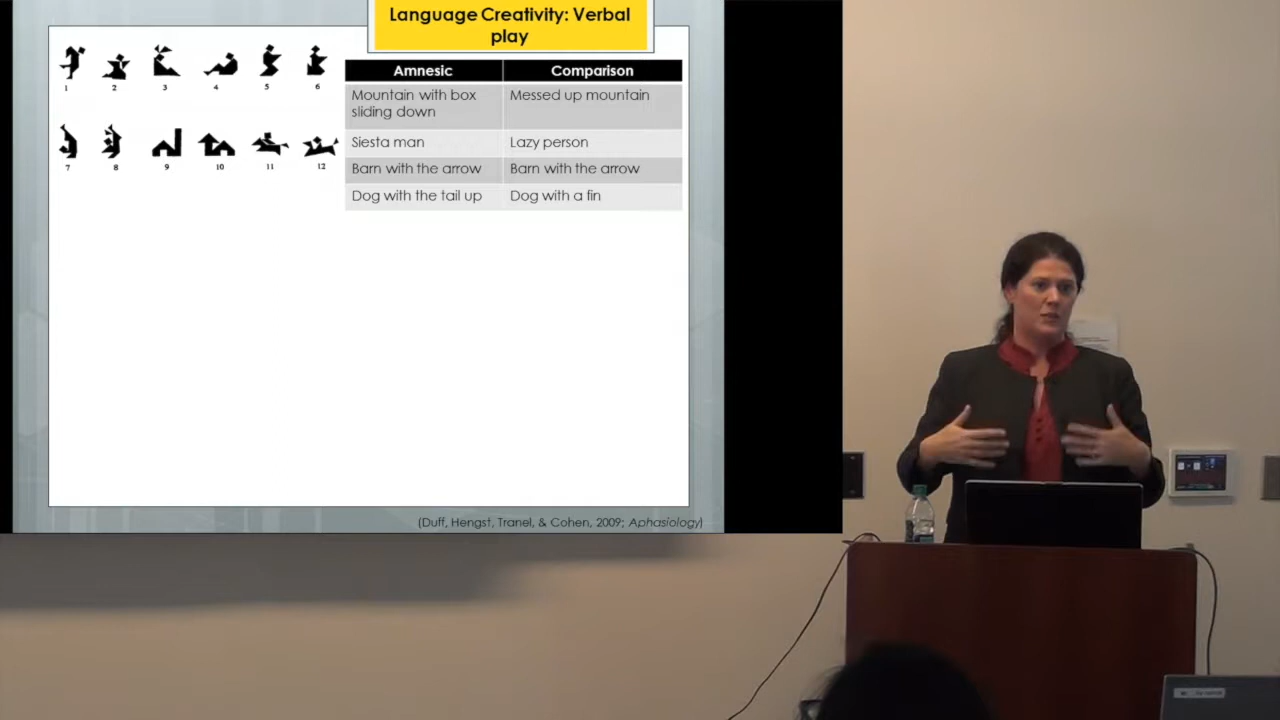 Language Creativity: Verbal
play
1 2 3 4 5 6
7 8 9 10 11 12
Amnesic Comparison
Mountain with box
sliding down
Messed up mountain
Siesta man Lazy person
Barn with the arrow Barn with the arrow
Dog with the tail up Dog with a fin
(Duff, Hengst, Tranel, & Cohen, 2009; Aphasiology)